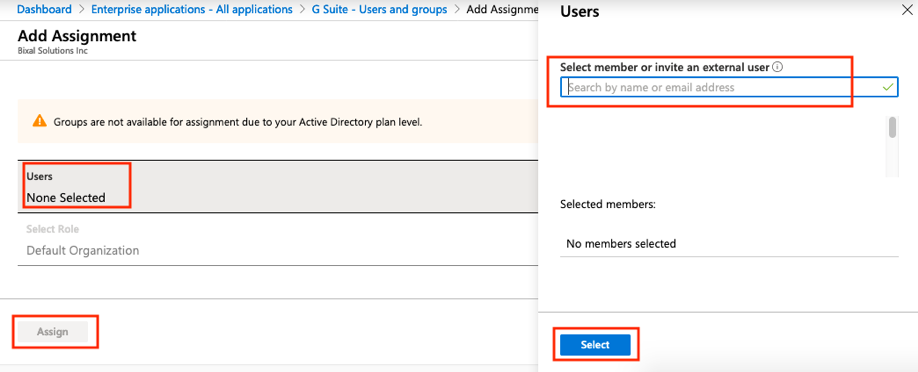 Dashboard > Enterprise applications - All applications > G Suite - Users and groups > Add Assignme
Add Assignment
Bixal Solutions Inc
Groups are not available for assignment due to your Active Directory plan level.
Users
None Selected
Select Role
Default Organization
Assign
Users
Select member or invite an external user
Search by name or email address
Selected members:
No members selected
Select